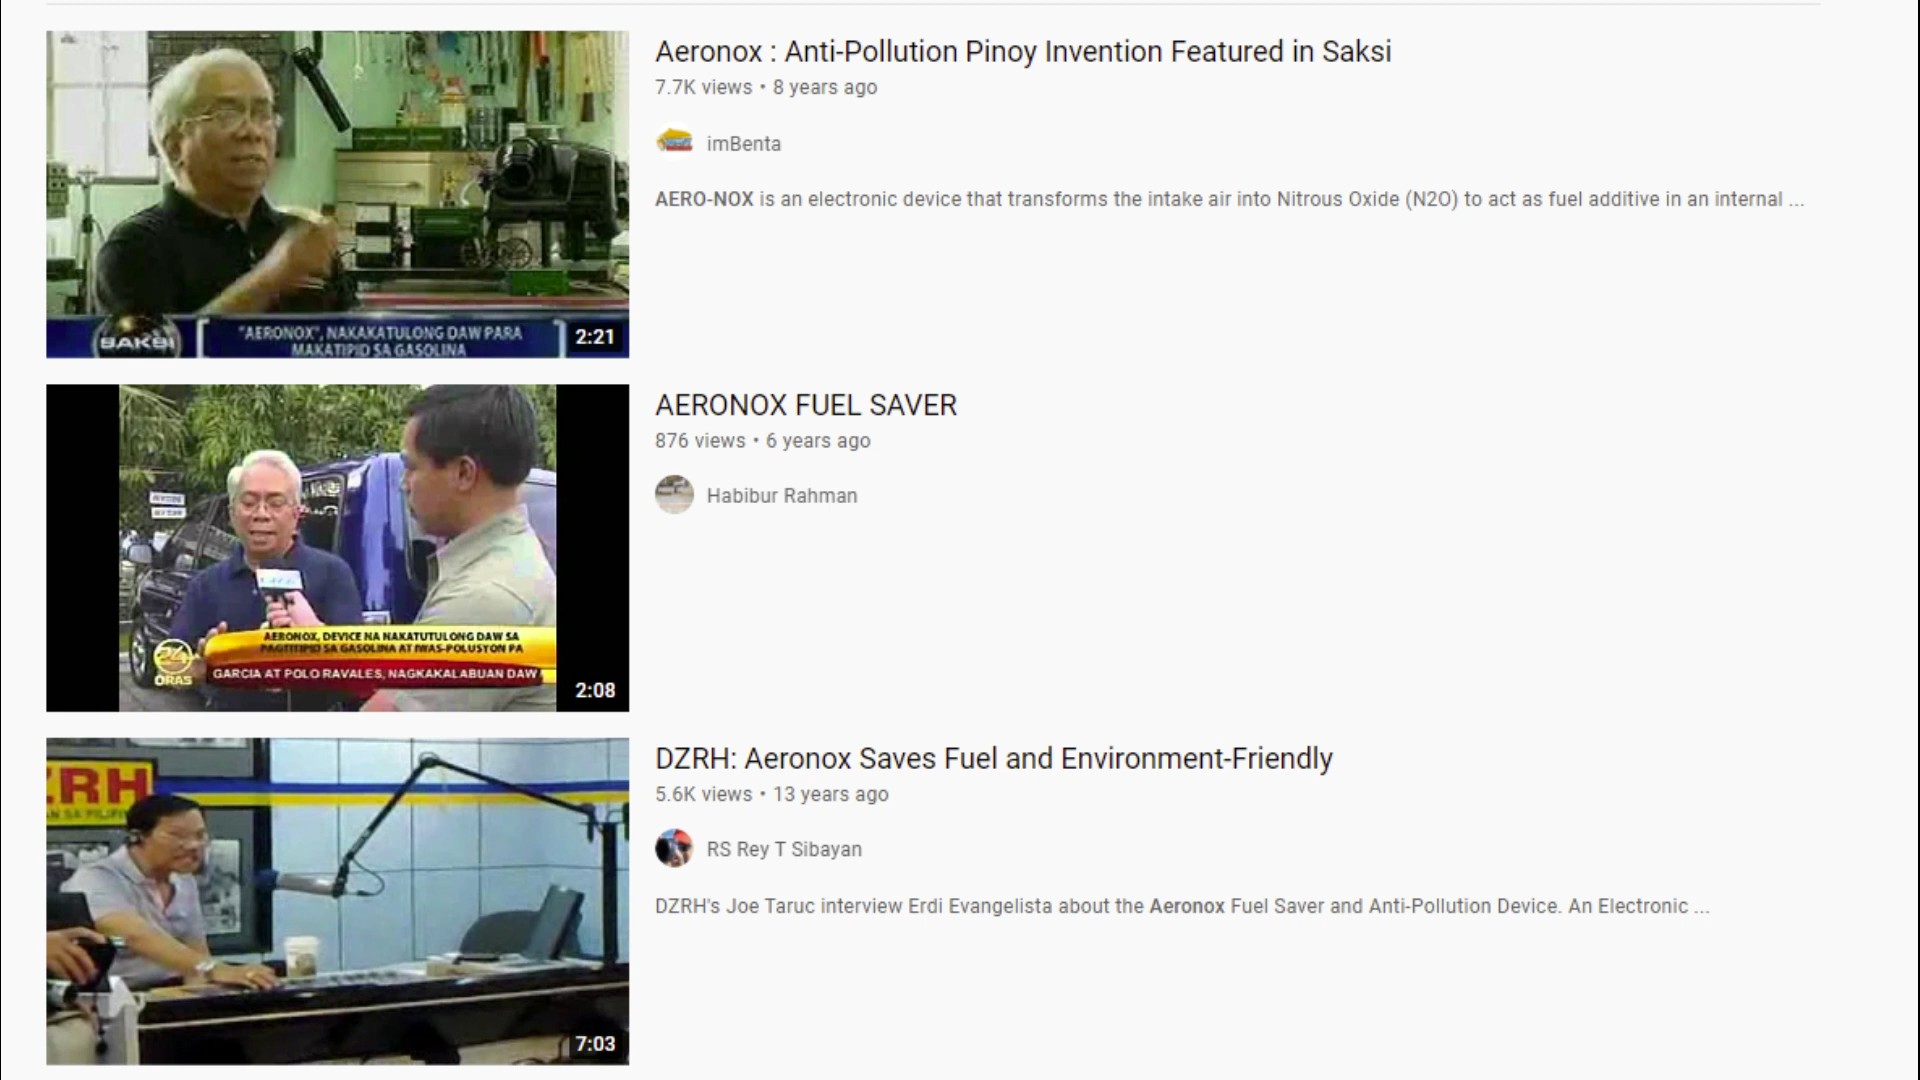 Aeronox : Anti-Pollution Pinoy Invention Featured in Saksi
7.7K views • 8 years ago
imBenta
AERO-NOX is an electronic device that transforms the intake air into Nitrous Oxide (N2O) to act as fuel additive in an internal ...
SAKSI
"AERONOX", NAKAKATULONG DAW PARA
MAKATIPID SA GASOLINA
2:21
AERONOX FUEL SAVER
876 views • 6 years ago
Habibur Rahman
24
ORAS
AERONOX, DEVICE NA NAKATUTULONG DAW SA
PAGTITIPID SA GASOLINA AT IWAS-POLUSYON PA
GARCIA AT POLO RAVALES, NAGKAKALABUAN DAW
2:08
DZRH: Aeronox Saves Fuel and Environment-Friendly
5.6K views • 13 years ago
RS Rey T Sibayan
DZRH's Joe Taruc interview Erdi Evangelista about the Aeronox Fuel Saver and Anti-Pollution Device. An Electronic ...
ZRH
7:03